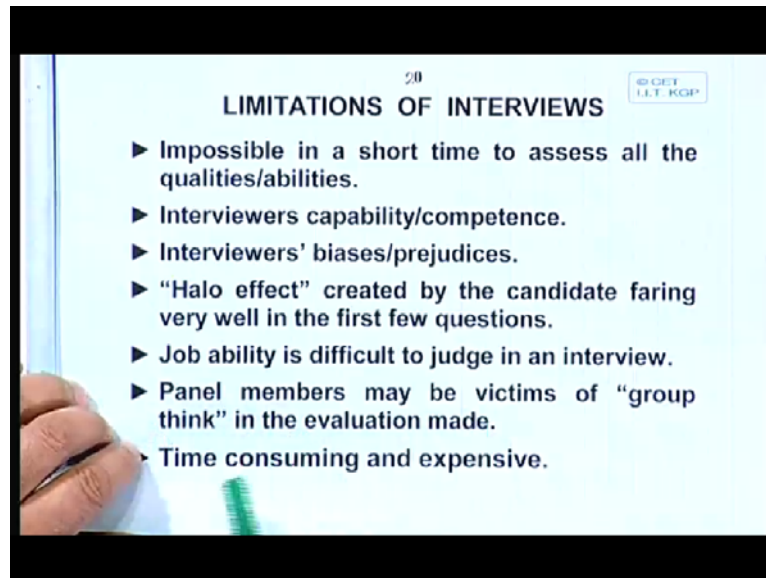 20
© CET
I.I.T. KGP
LIMITATIONS OF INTERVIEWS
► Impossible in a short time to assess all the
qualities/abilities.
► Interviewers capability/competence.
► Interviewers' biases/prejudices.
► “Halo effect” created by the candidate faring
very well in the first few questions.
► Job ability is difficult to judge in an interview.
► Panel members may be victims of “group
think” in the evaluation made.
► Time consuming and expensive.